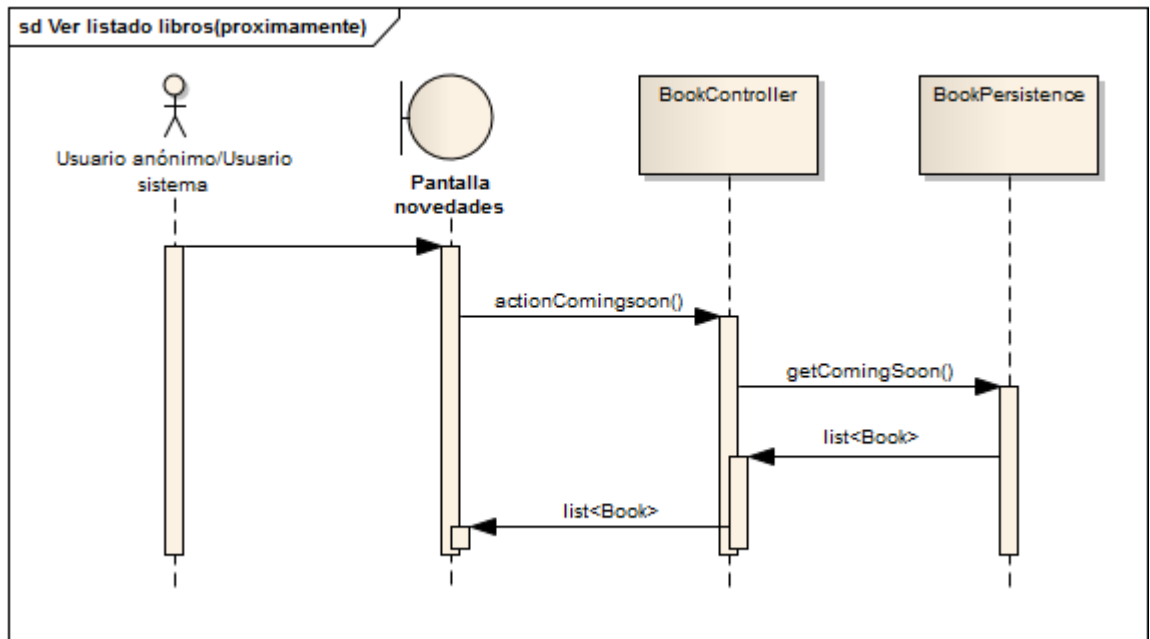 sd Ver listado libros(proximamente)
Usuario anónimo/Usuario
sistema
Pantalla
novedades
BookController
BookPersistence
actionComingsoon()
getComingSoon()
list<Book>
list<Book>